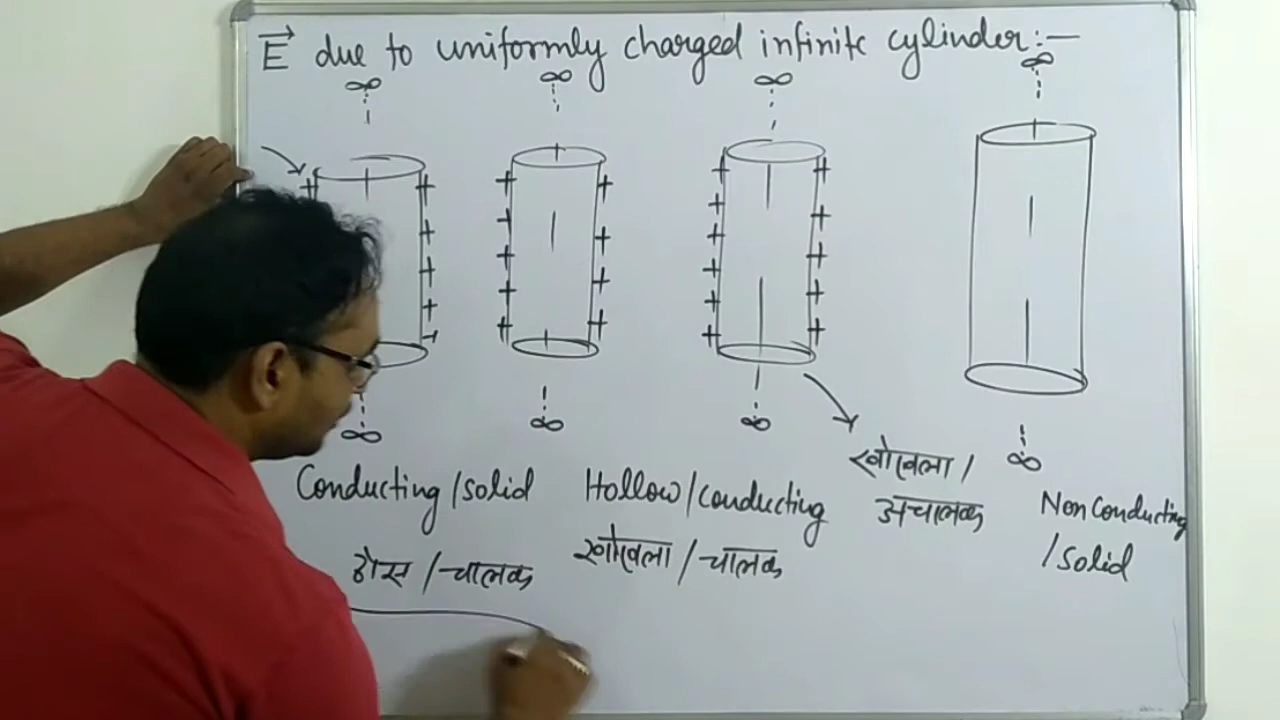 E due to uniformly charged infinite cylinder:—
∞ ∞ ∞ ∞
∞ ∞ ∞ ∞
Conducting/solid
ठोस/चालक
Hollow/conducting
खोखला/चालक
खोखला/
अचालक
Non Conducting
/solid